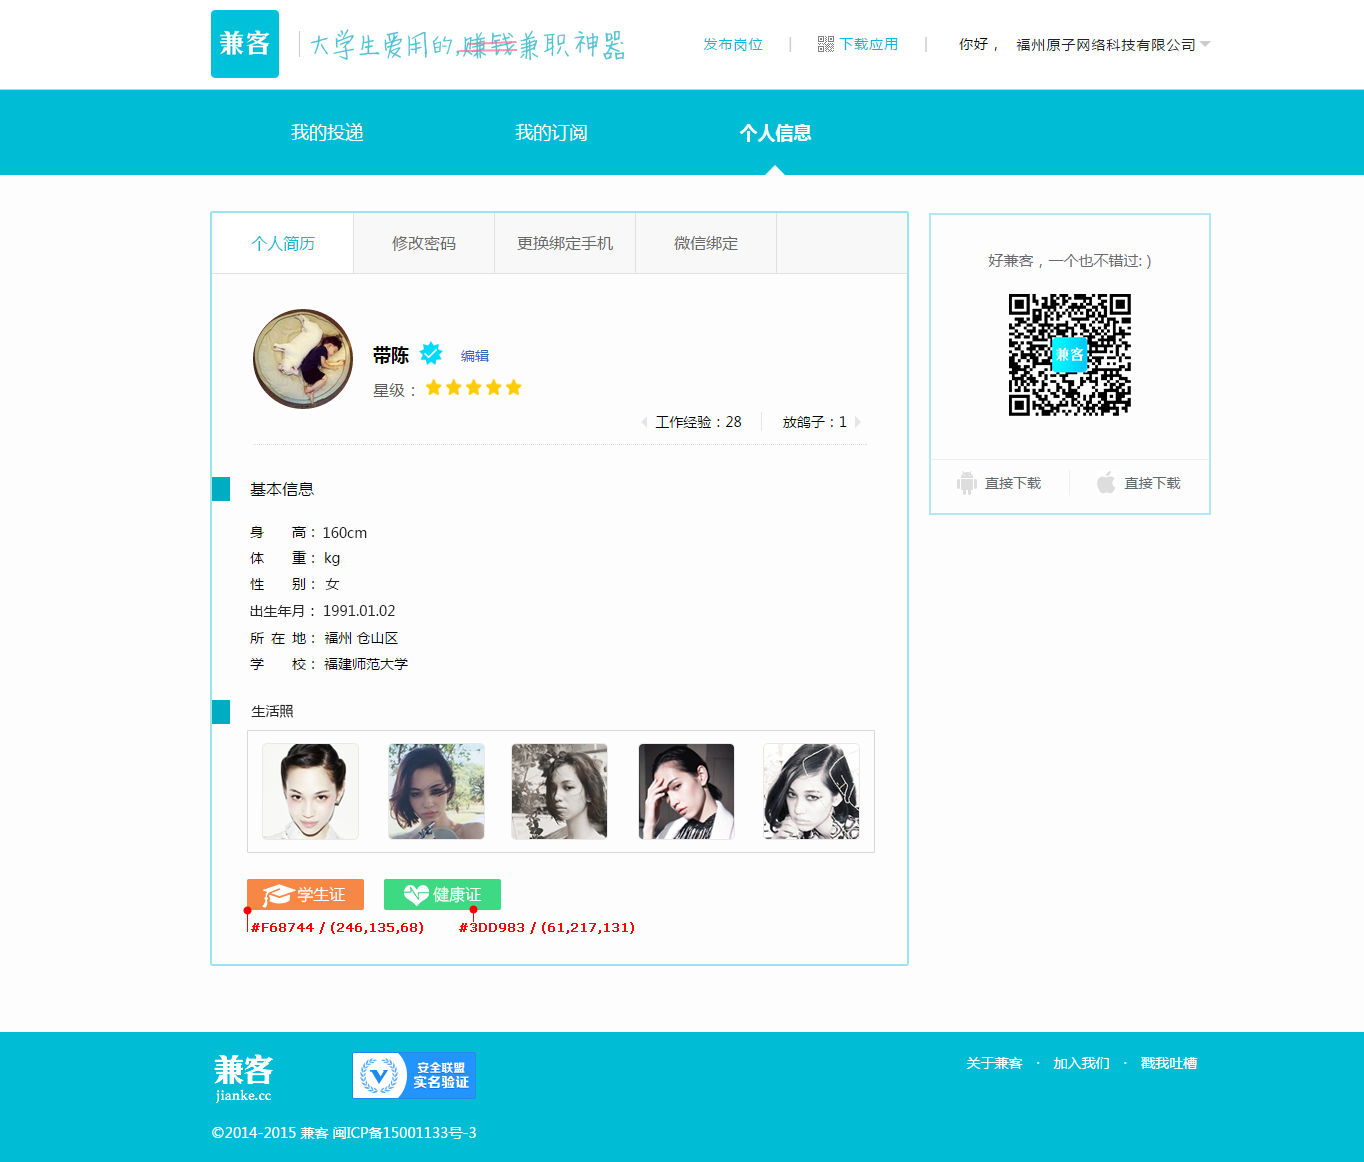 兼客
大学生爱用的,赚钱兼职神器
发布岗位 | 下载应用 | 你好， 福州原子网络科技有限公司
我的投递 我的订阅 个人信息
个人简历 修改密码 更换绑定手机 微信绑定
好兼客，一个也不错过: )
兼客
带陈 编辑
星级：
工作经验：28 放鸽子：1
直接下载 直接下载
基本信息
身 高： 160cm
体 重： kg
性 别： 女
出生年月： 1991.01.02
所 在 地： 福州 仓山区
学 校： 福建师范大学
生活照
学生证 健康证
#F68744 / (246,135,68) #3DD983 / (61,217,131)
兼客
jianke.cc
安全联盟
实名验证
关于兼客 · 加入我们 · 戳我吐槽
©2014-2015 兼客 闽ICP备15001133号-3